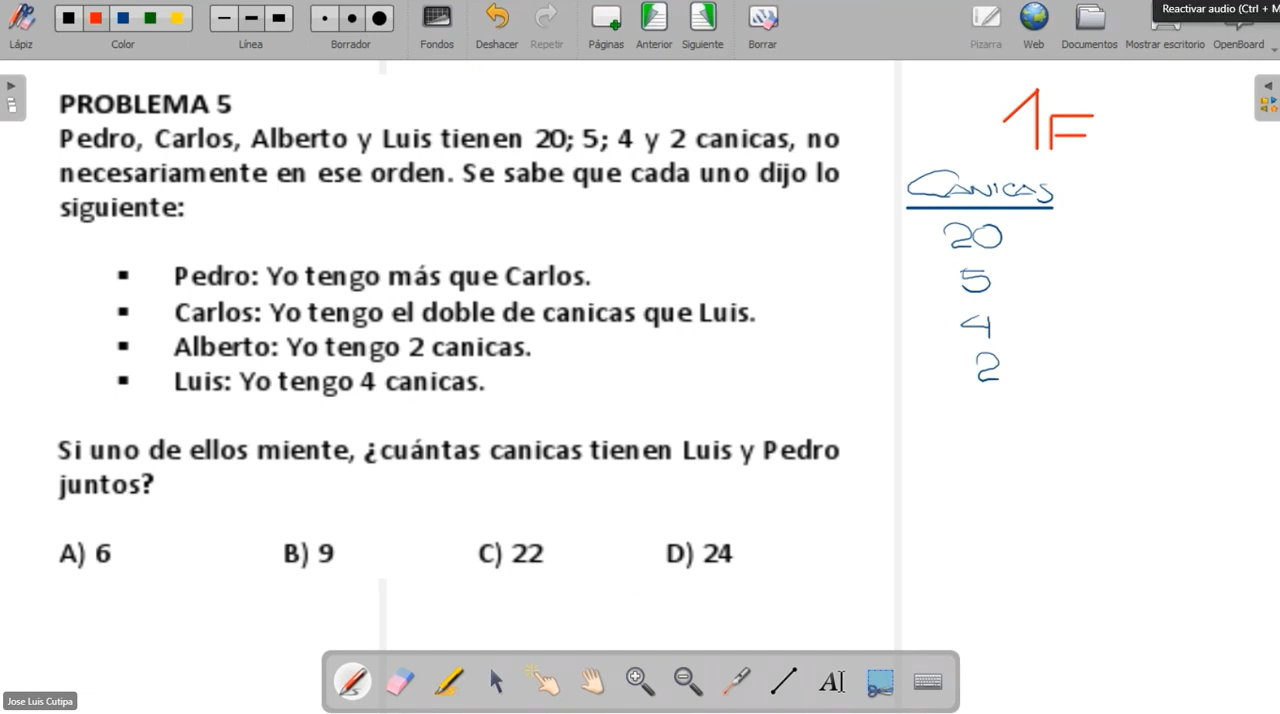 Reactivar audio (Ctrl + M
Lápiz Color Línea Borrador Fondos Deshacer Repetir Páginas Anterior Siguiente Borrar Pizarra Web Documentos Mostrar escritorio OpenBoard
PROBLEMA 5
Pedro, Carlos, Alberto y Luis tienen 20; 5; 4 y 2 canicas, no
necesariamente en ese orden. Se sabe que cada uno dijo lo
siguiente:
▪ Pedro: Yo tengo más que Carlos.
▪ Carlos: Yo tengo el doble de canicas que Luis.
▪ Alberto: Yo tengo 2 canicas.
▪ Luis: Yo tengo 4 canicas.
Si uno de ellos miente, ¿cuántas canicas tienen Luis y Pedro
juntos?
A) 6 B) 9 C) 22 D) 24
1F
CANICAS
20
5
4
2
AI
Jose Luis Cutipa